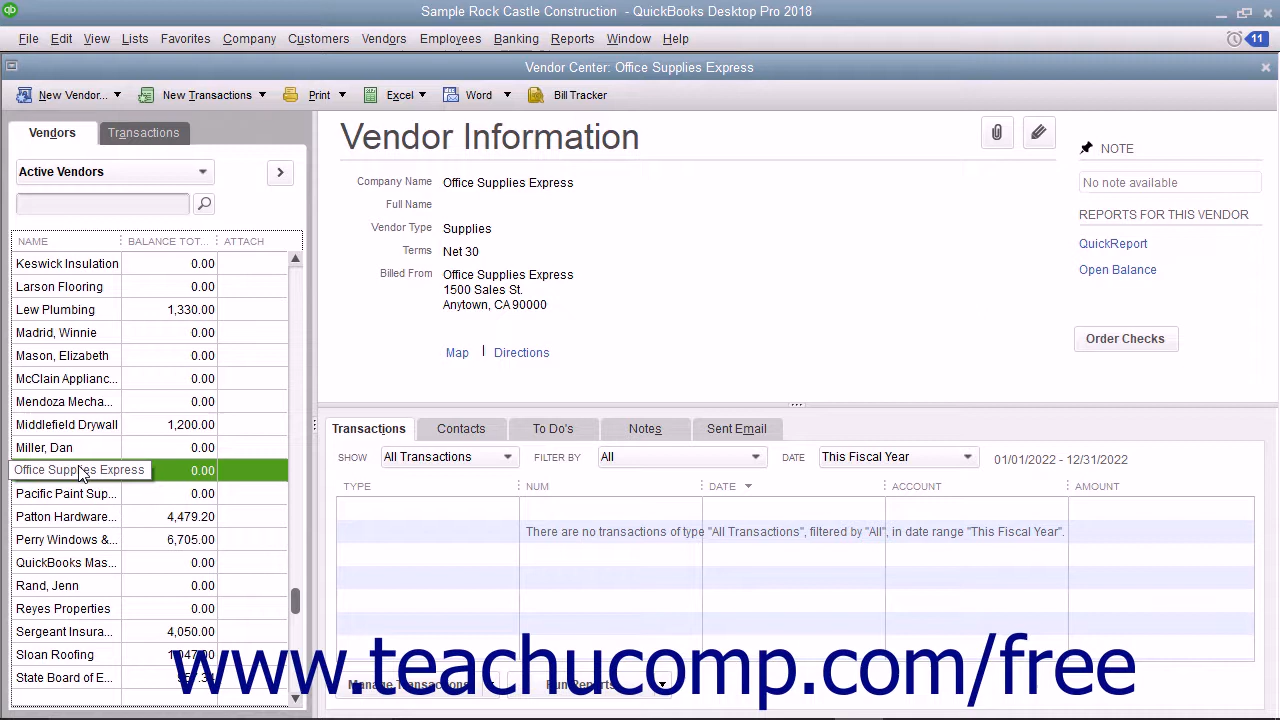 Sample Rock Castle Construction - QuickBooks Desktop Pro 2018
File Edit View Lists Favorites Company Customers Vendors Employees Banking Reports Window Help 11
Vendor Center: Office Supplies Express
New Vendor... New Transactions Print Excel Word Bill Tracker
Vendors Transactions
Active Vendors
NAME BALANCE TOT... ATTACH
Keswick Insulation 0.00
Larson Flooring 0.00
Lew Plumbing 1,330.00
Madrid, Winnie 0.00
Mason, Elizabeth 0.00
McClain Applianc... 0.00
Mendoza Mecha... 0.00
Middlefield Drywall 1,200.00
Miller, Dan 0.00
Office Supplies Express 0.00
Pacific Paint Sup... 0.00
Patton Hardware... 4,479.20
Perry Windows &... 6,705.00
QuickBooks Mas... 0.00
Rand, Jenn 0.00
Reyes Properties 0.00
Sergeant Insura... 4,050.00
Sloan Roofing
State Board of E...
Vendor Information
Company Name Office Supplies Express
Full Name
Vendor Type Supplies
Terms Net 30
Billed From Office Supplies Express
1500 Sales St.
Anytown, CA 90000
Map | Directions
NOTE
No note available
REPORTS FOR THIS VENDOR
QuickReport
Open Balance
Order Checks
Transactions Contacts To Do's Notes Sent Email
SHOW All Transactions FILTER BY All DATE This Fiscal Year 01/01/2022 - 12/31/2022
TYPE NUM DATE ACCOUNT AMOUNT
There are no transactions of type "All Transactions", filtered by "All", in date range "This Fiscal Year".
Manage Transactions Run Reports
www.teachucomp.com/free